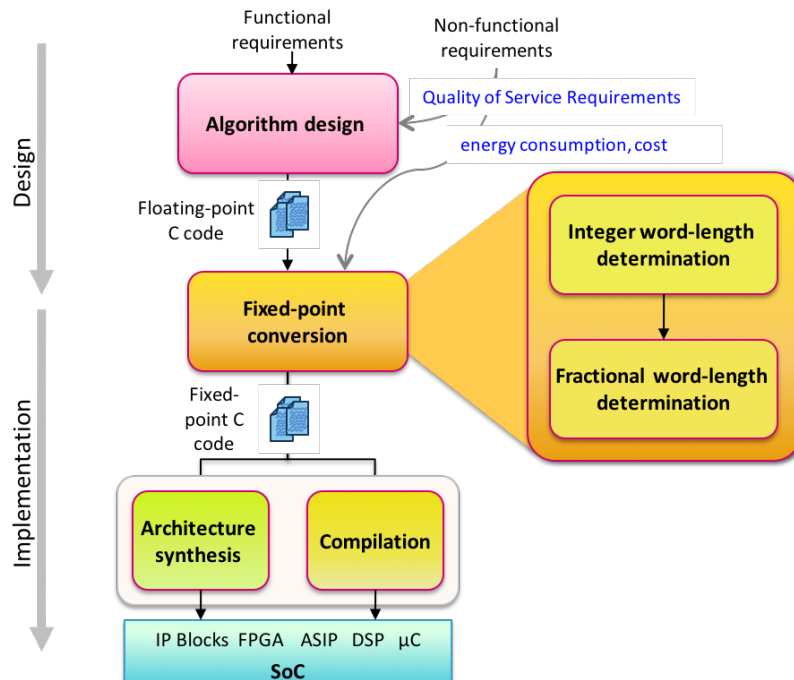 Functional
requirements
Non-functional
requirements
Quality of Service Requirements
Algorithm design
energy consumption, cost
Design
Floating-point
C code
Integer word-length
determination
Fixed-point
conversion
Fractional word-length
determination
Implementation
Fixed-
point C
code
Architecture
synthesis
Compilation
IP Blocks FPGA ASIP DSP µC
SoC